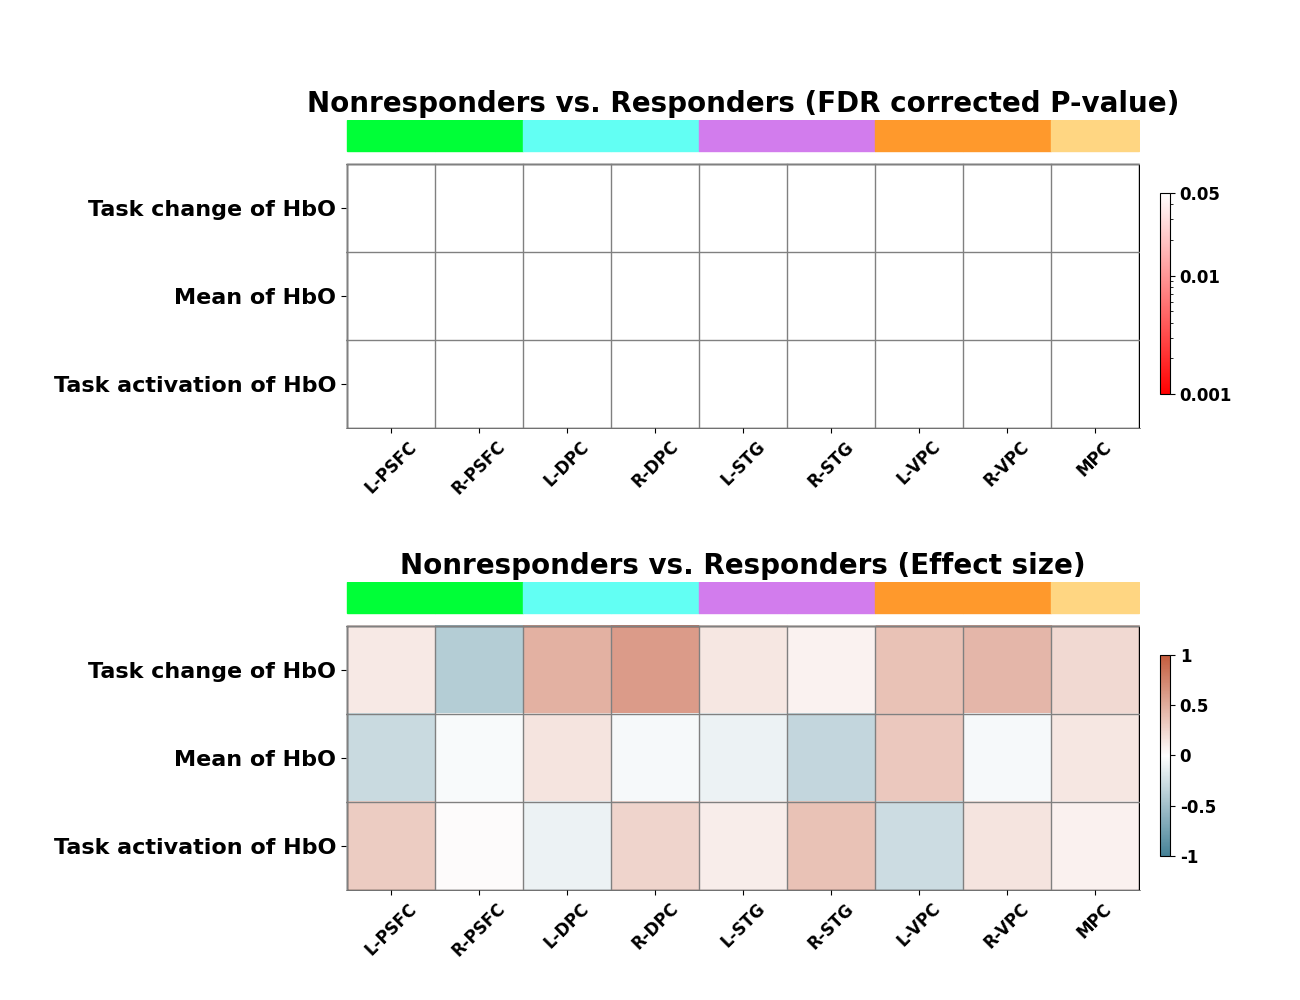 Nonresponders vs. Responders (FDR corrected P-value)
Task change of HbO
Mean of HbO
Task activation of HbO
0.05
0.01
0.001
L-PSFC R-PSFC L-DPC R-DPC L-STG R-STG L-VPC R-VPC MPC
Nonresponders vs. Responders (Effect size)
Task change of HbO
Mean of HbO
Task activation of HbO
1
0.5
0
-0.5
-1
L-PSFC R-PSFC L-DPC R-DPC L-STG R-STG L-VPC R-VPC MPC